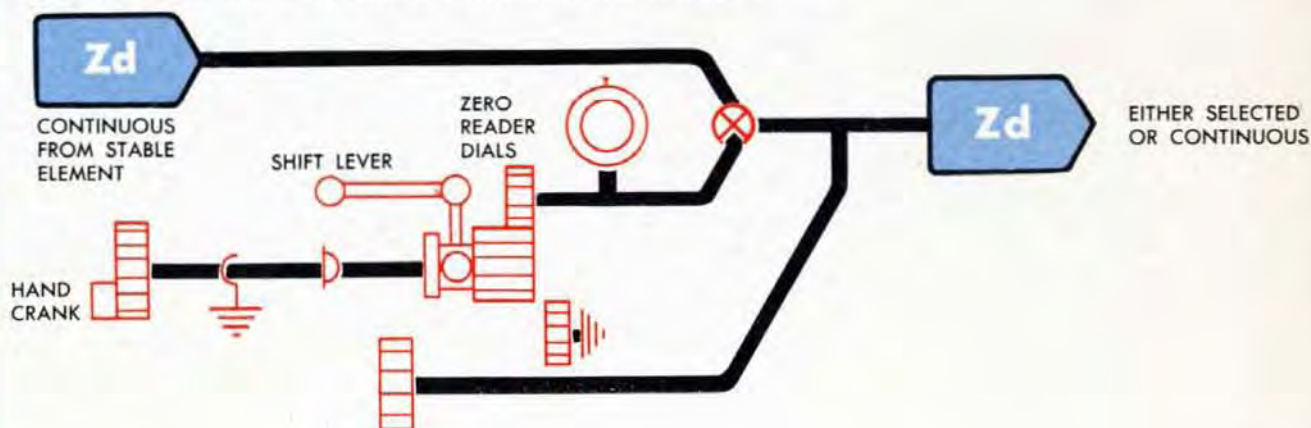 Zd
CONTINUOUS
FROM STABLE
ELEMENT
ZERO
READER
DIALS
SHIFT LEVER
HAND
CRANK
Zd
EITHER SELECTED
OR CONTINUOUS